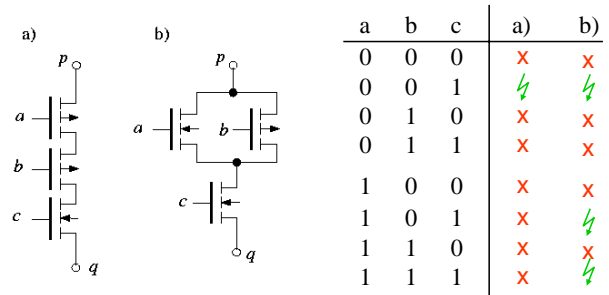 a)
p
a
b
c
q
b)
p
a
b
c
q
a b c a) b)
0 0 0 x x
0 0 1
0 1 0 x x
0 1 1 x x
1 0 0 x x
1 0 1 x
1 1 0 x x
1 1 1 x